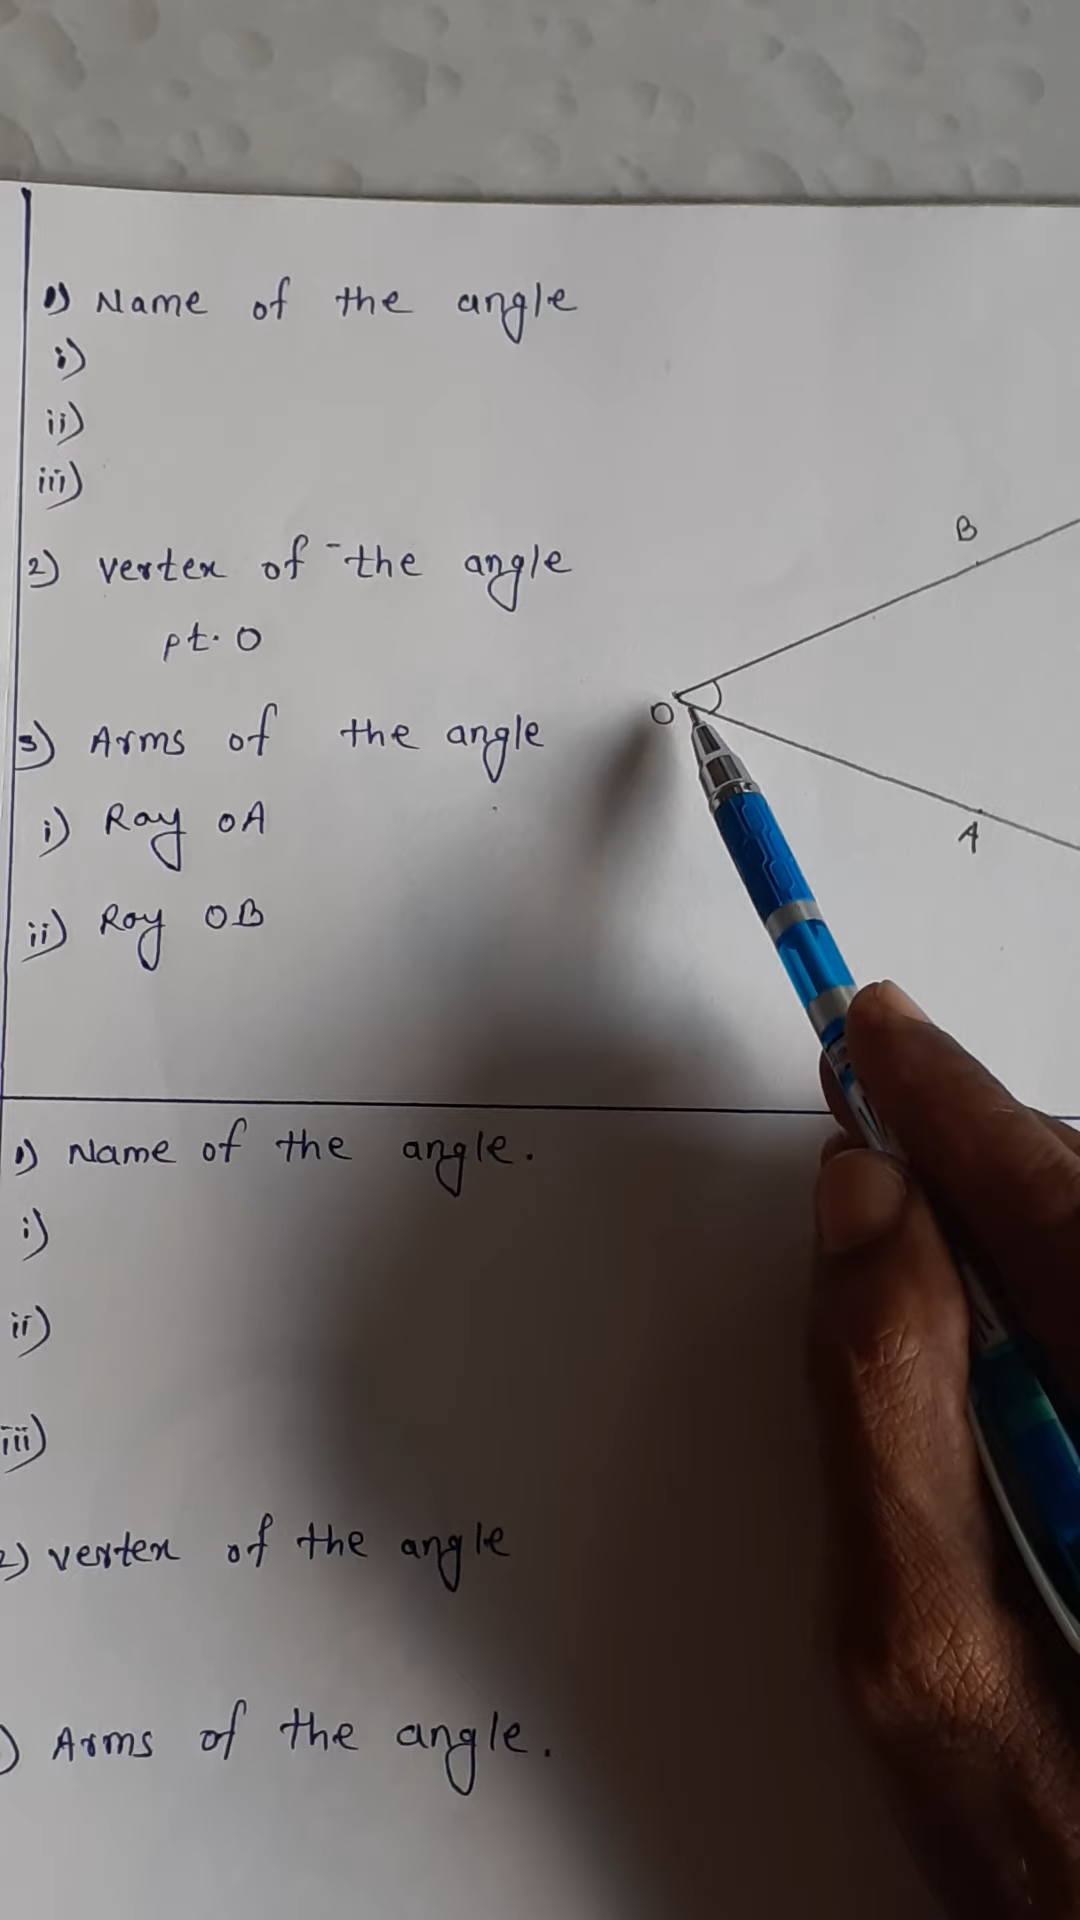 1) Name of the angle
i)
ii)
iii)
2) vertex of the angle
pt. O
3) Arms of the angle
i) Ray OA
ii) Ray OB
B
O
A
1) Name of the angle.
i)
ii)
iii)
2) vertex of the angle
) Arms of the angle.